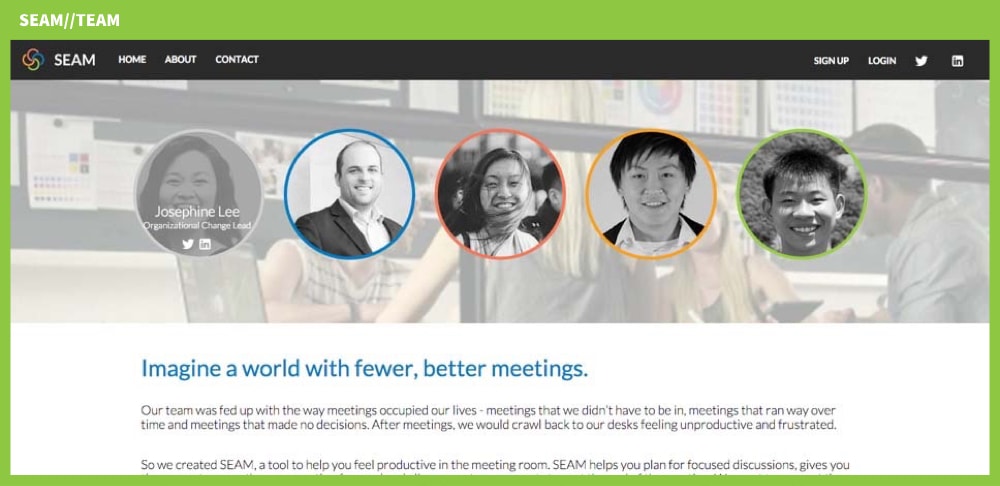 SEAM//TEAM
SEAM HOME ABOUT CONTACT SIGN UP LOGIN
Josephine Lee
Organizational Change Lead
Imagine a world with fewer, better meetings.
Our team was fed up with the way meetings occupied our lives - meetings that we didn't have to be in, meetings that ran way over
time and meetings that made no decisions. After meetings, we would crawl back to our desks feeling unproductive and frustrated.
So we created SEAM, a tool to help you feel productive in the meeting room. SEAM helps you plan for focused discussions, gives you